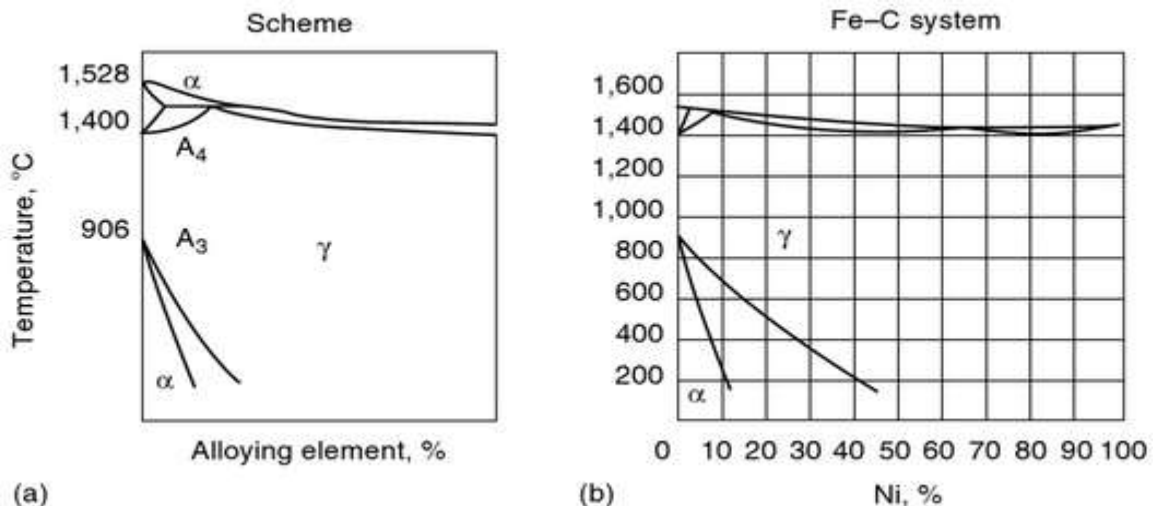 Scheme
Temperature, °C
1,528
1,400
906
α
A4
A3
γ
α
Alloying element, %
(a)
Fe–C system
1,600
1,400
1,200
1,000
800
600
400
200
γ
α
0 10 20 30 40 50 60 70 80 90 100
Ni, %
(b)